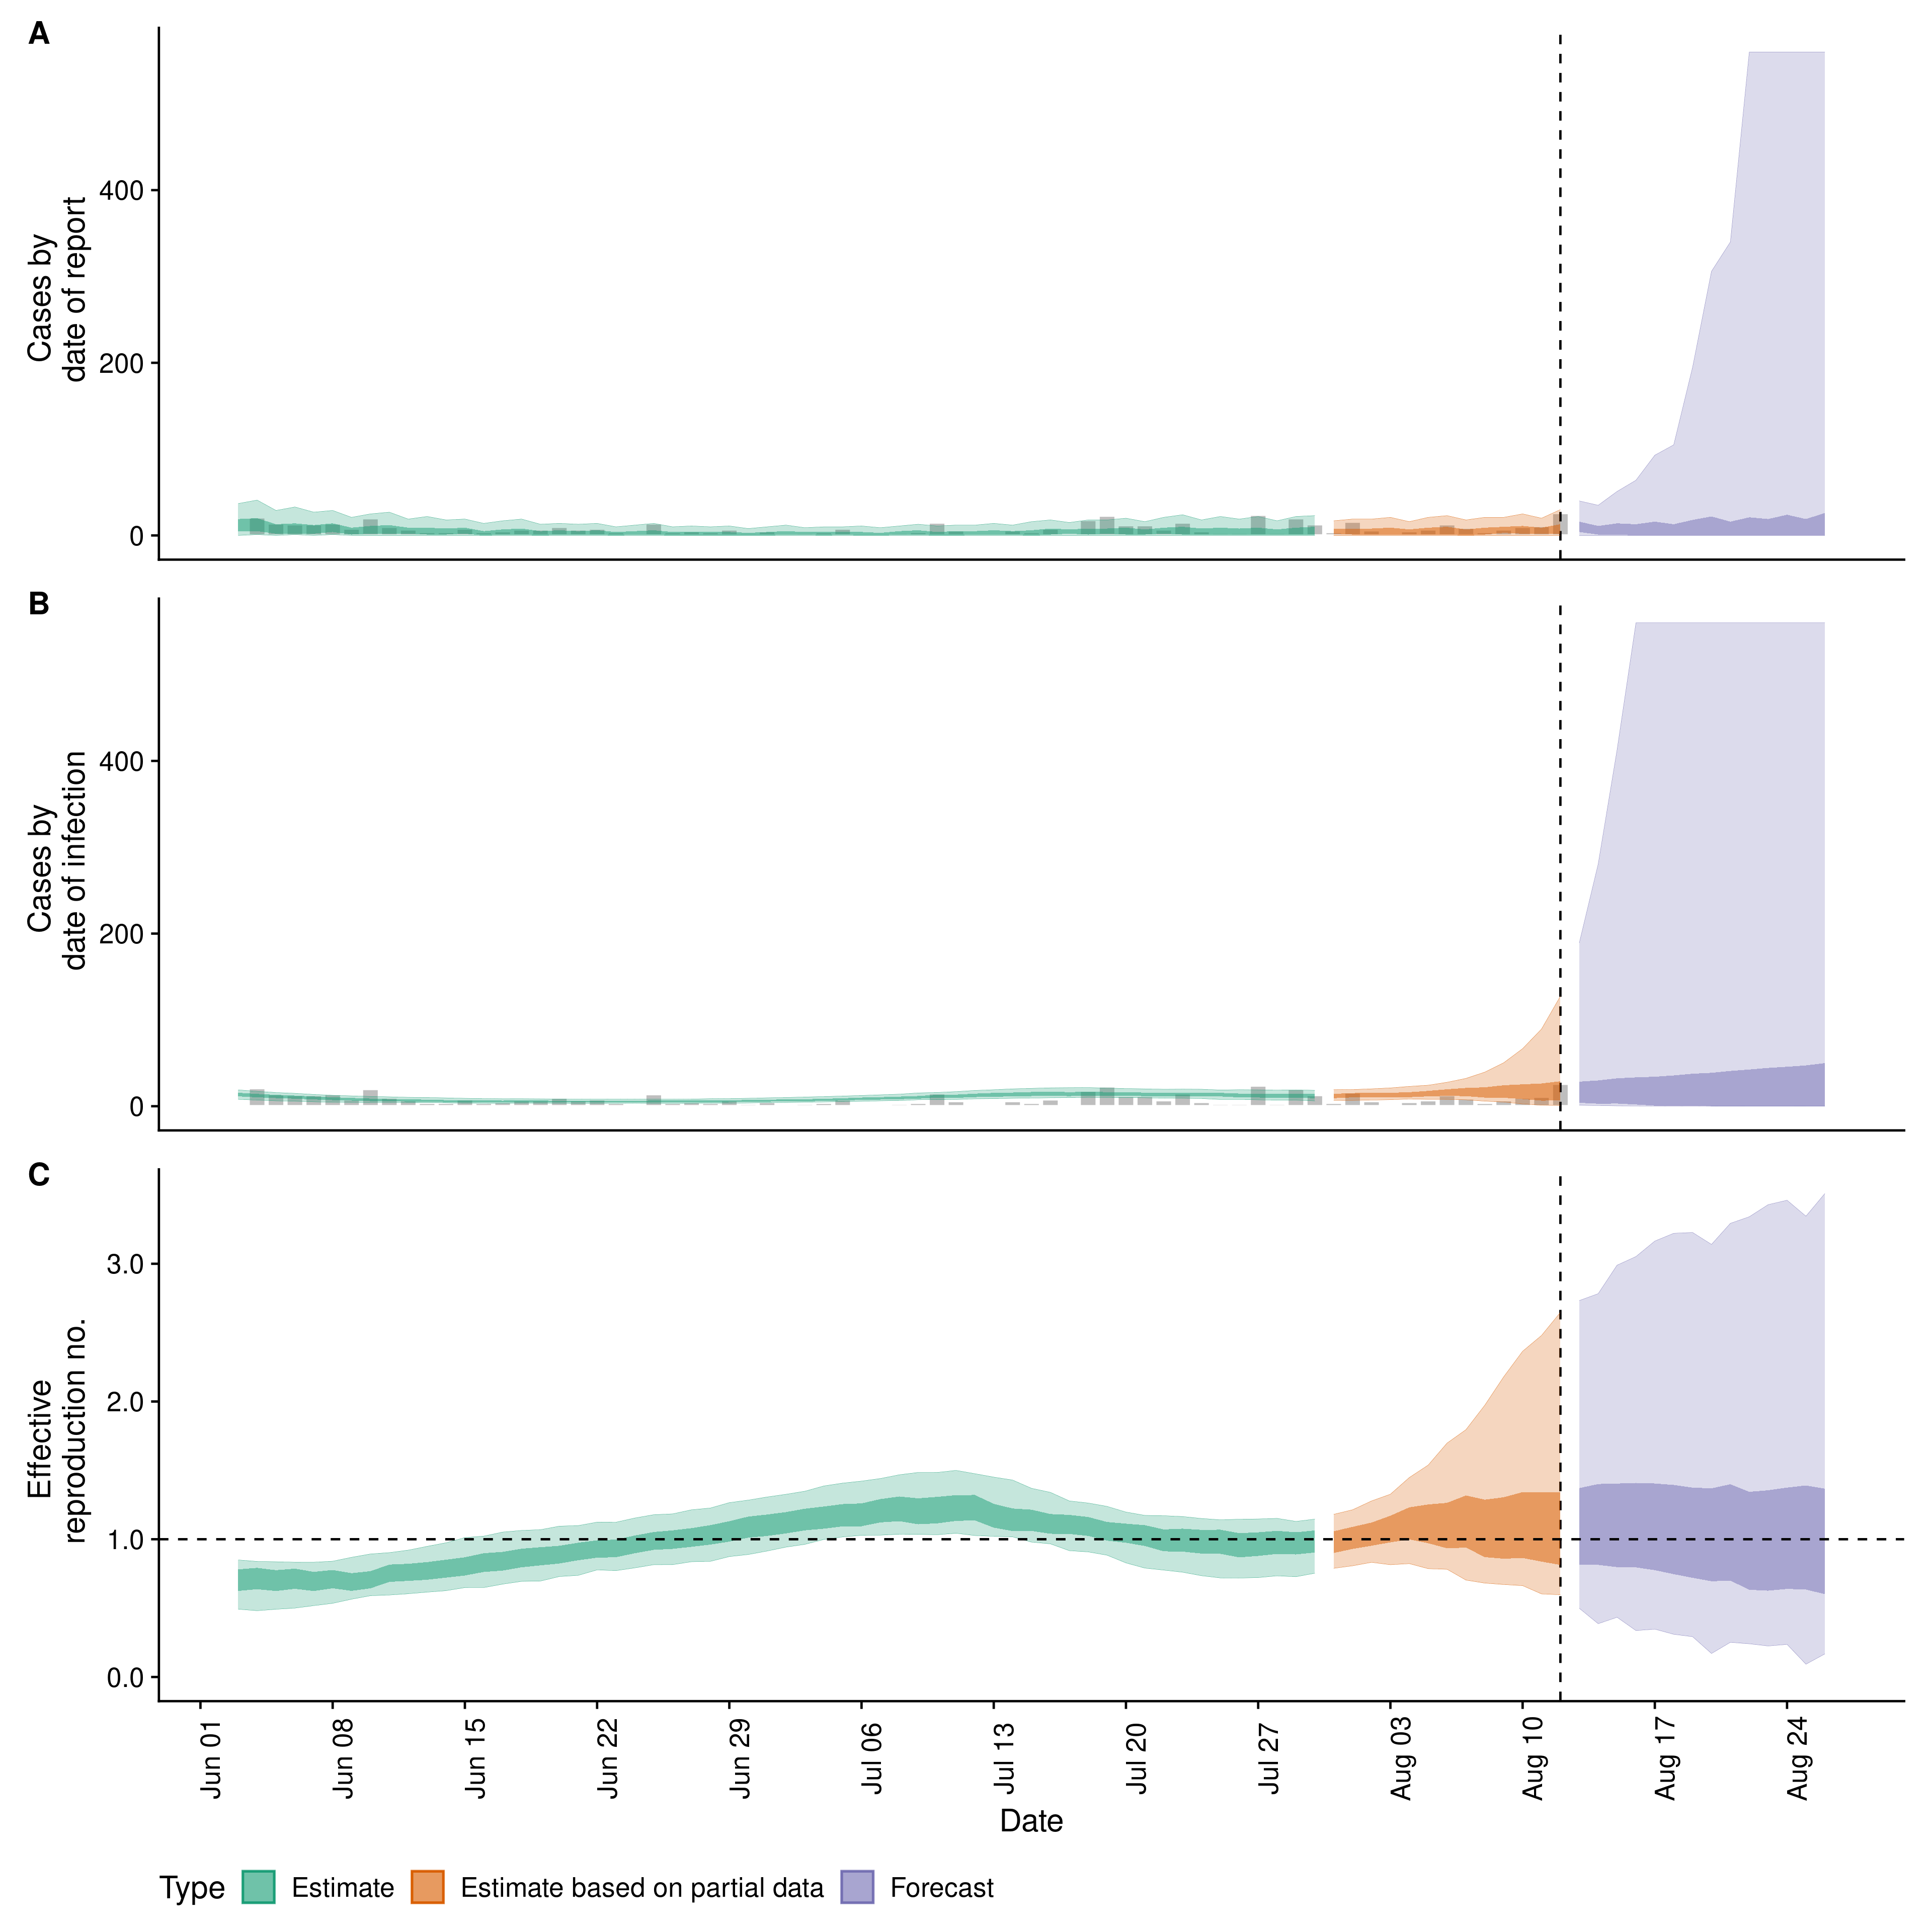 A
Cases by
date of report
400
200
0
B
Cases by
date of infection
400
200
0
C
Effective
reproduction no.
3.0
2.0
1.0
0.0
Jun 01
Jun 08
Jun 15
Jun 22
Jun 29
Jul 06
Jul 13
Jul 20
Jul 27
Aug 03
Aug 10
Aug 17
Aug 24
Date
Type Estimate Estimate based on partial data Forecast